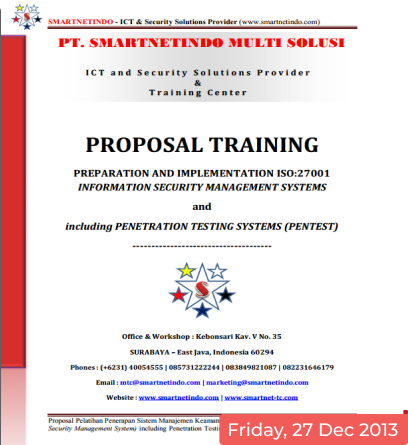 SMARTNETINDO – ICT & Security Solutions Provider (www.smartnetindo.com)
PT. SMARTNETINDO MULTI SOLUSI
ICT and Security Solutions Provider
&
Training Center
PROPOSAL TRAINING
PREPARATION AND IMPLEMENTATION ISO:27001
INFORMATION SECURITY MANAGEMENT SYSTEMS
and
including PENETRATION TESTING SYSTEMS (PENTEST)
------------------------------------
S
Office & Workshop : Kebonsari Kav. V No. 35
SURABAYA – East Java, Indonesia 60294
Phones : (+6231) 40054555 | 085731222244 | 083849821087 | 082231646179
Email : mtc@smartnetindo.com | marketing@smartnetindo.com
Website : www.smartnetindo.com | www.smartnet-tc.com
Proposal Pelatihan Penerapan Sistem Manajemen Keaman
Security Management System) including Penetration Testi
Friday, 27 Dec 2013